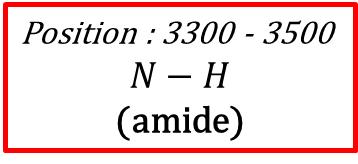 Position : 3300 - 3500
N − H
(amide)